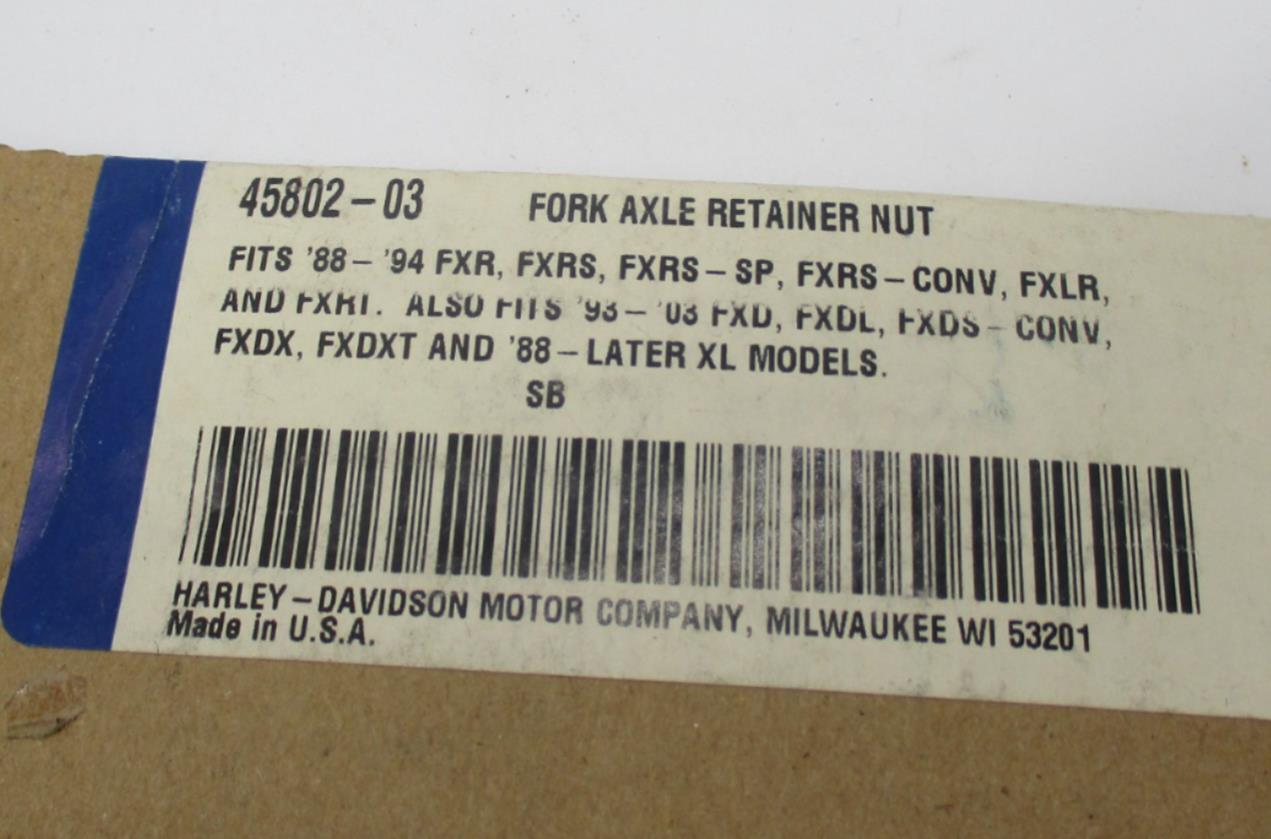 45802-03 FORK AXLE RETAINER NUT
FITS '88-'94 FXR, FXRS, FXRS-SP, FXRS-CONV, FXLR,
AND FXRT. ALSO FITS '93-'03 FXD, FXDL, FXDS-CONV,
FXDX, FXDXT AND '88-LATER XL MODELS.
SB
HARLEY-DAVIDSON MOTOR COMPANY, MILWAUKEE WI 53201
Made in U.S.A.